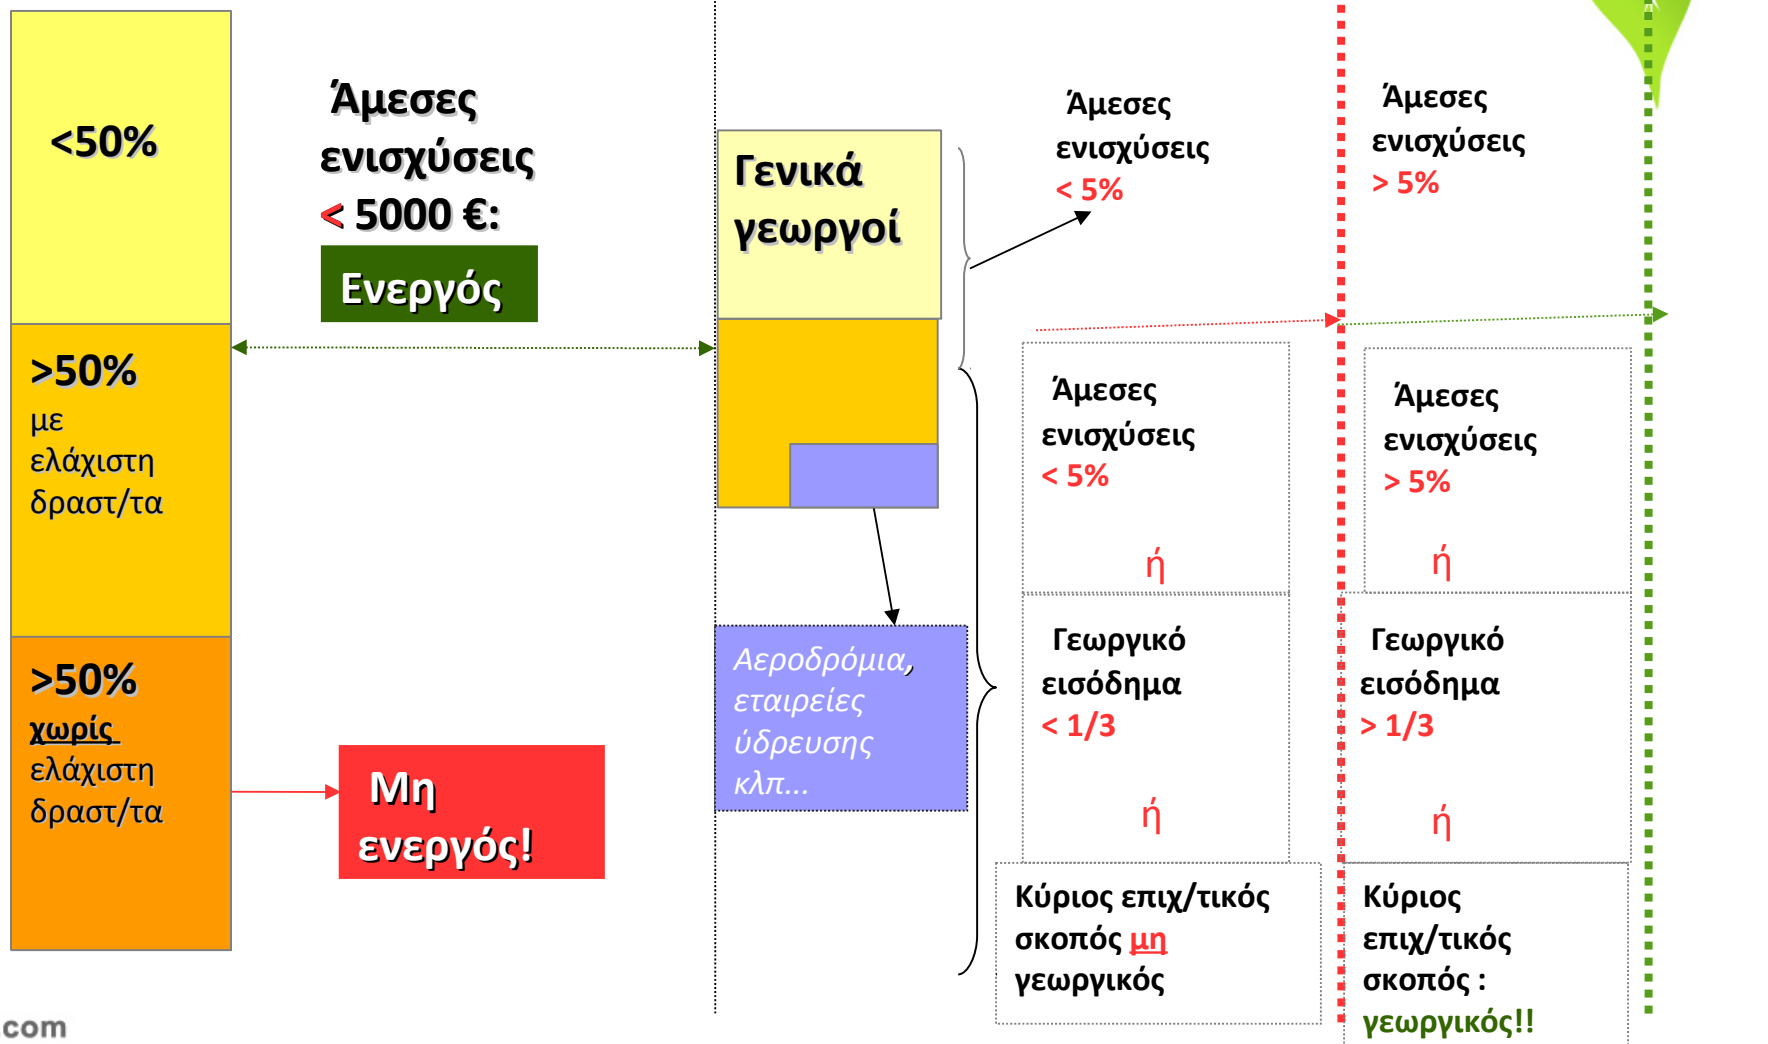 <50%
>50%
με
ελάχιστη
δραστ/τα
>50%
χωρίς
ελάχιστη
δραστ/τα
Άμεσες
ενισχύσεις
< 5000 €:
Ενεργός
Μη
ενεργός!
Γενικά
γεωργοί
Αεροδρόμια,
εταιρείες
ύδρευσης
κλπ...
Άμεσες
ενισχύσεις
< 5%
Άμεσες
ενισχύσεις
> 5%
Άμεσες
ενισχύσεις
< 5%
ή
Γεωργικό
εισόδημα
< 1/3
ή
Κύριος επιχ/τικός
σκοπός μη
γεωργικός
Άμεσες
ενισχύσεις
> 5%
ή
Γεωργικό
εισόδημα
> 1/3
ή
Κύριος
επιχ/τικός
σκοπός :
γεωργικός!!
com